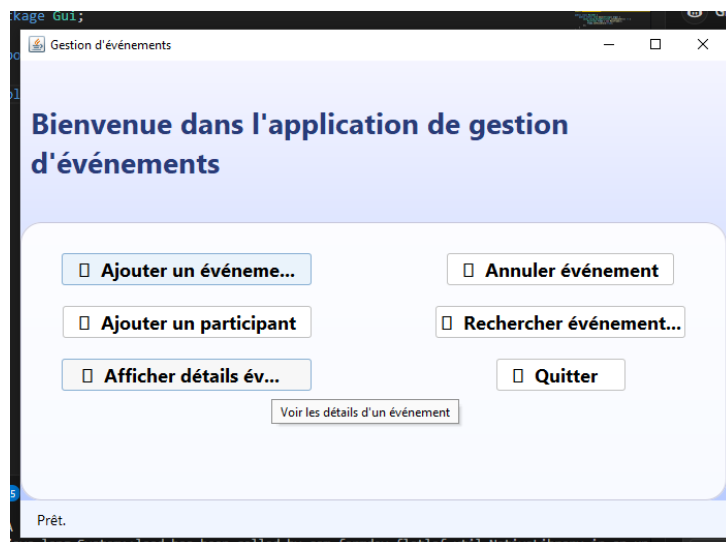 ckage Gui;
Gestion d'événements
Bienvenue dans l'application de gestion
d'événements
Ajouter un événeme...
Annuler événement
Ajouter un participant
Rechercher événement...
Afficher détails év...
Quitter
Voir les détails d'un événement
Prêt.